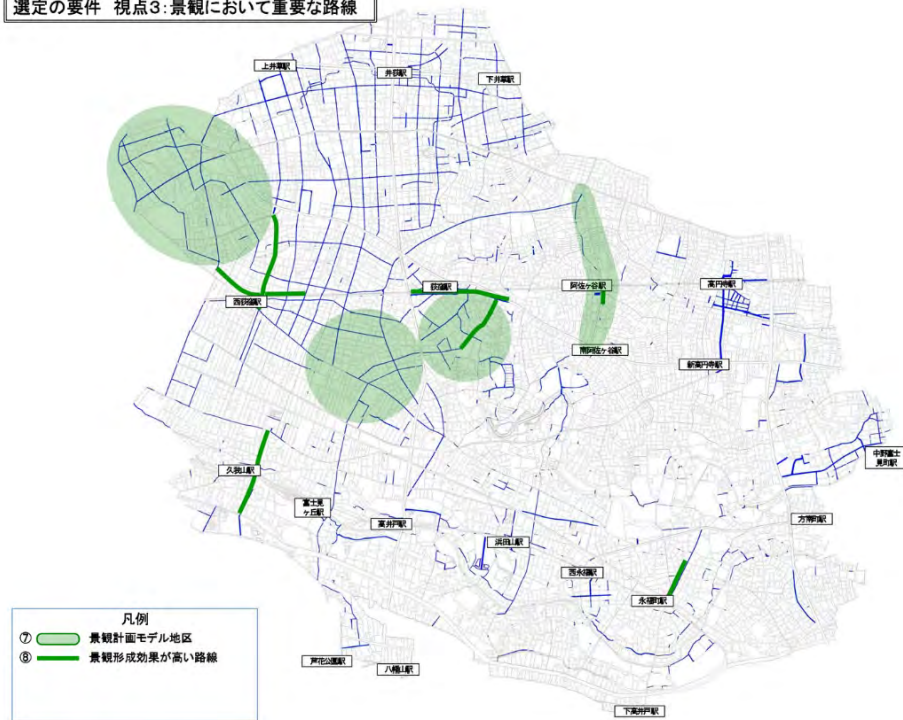 選定の要件 視点3:景観において重要な路線
上井草駅
井荻駅
下井草駅
西荻窪駅
荻窪駅
阿佐ヶ谷駅
高円寺駅
南阿佐ヶ谷駅
新高円寺駅
久我山駅
中野富士
見町駅
富士見
ヶ丘駅
高井戸駅
浜田山駅
方南町駅
西永福駅
永福町駅
芦花公園駅
八幡山駅
下高井戸駅
凡例
⑦ 景観計画モデル地区
⑧ 景観形成効果が高い路線